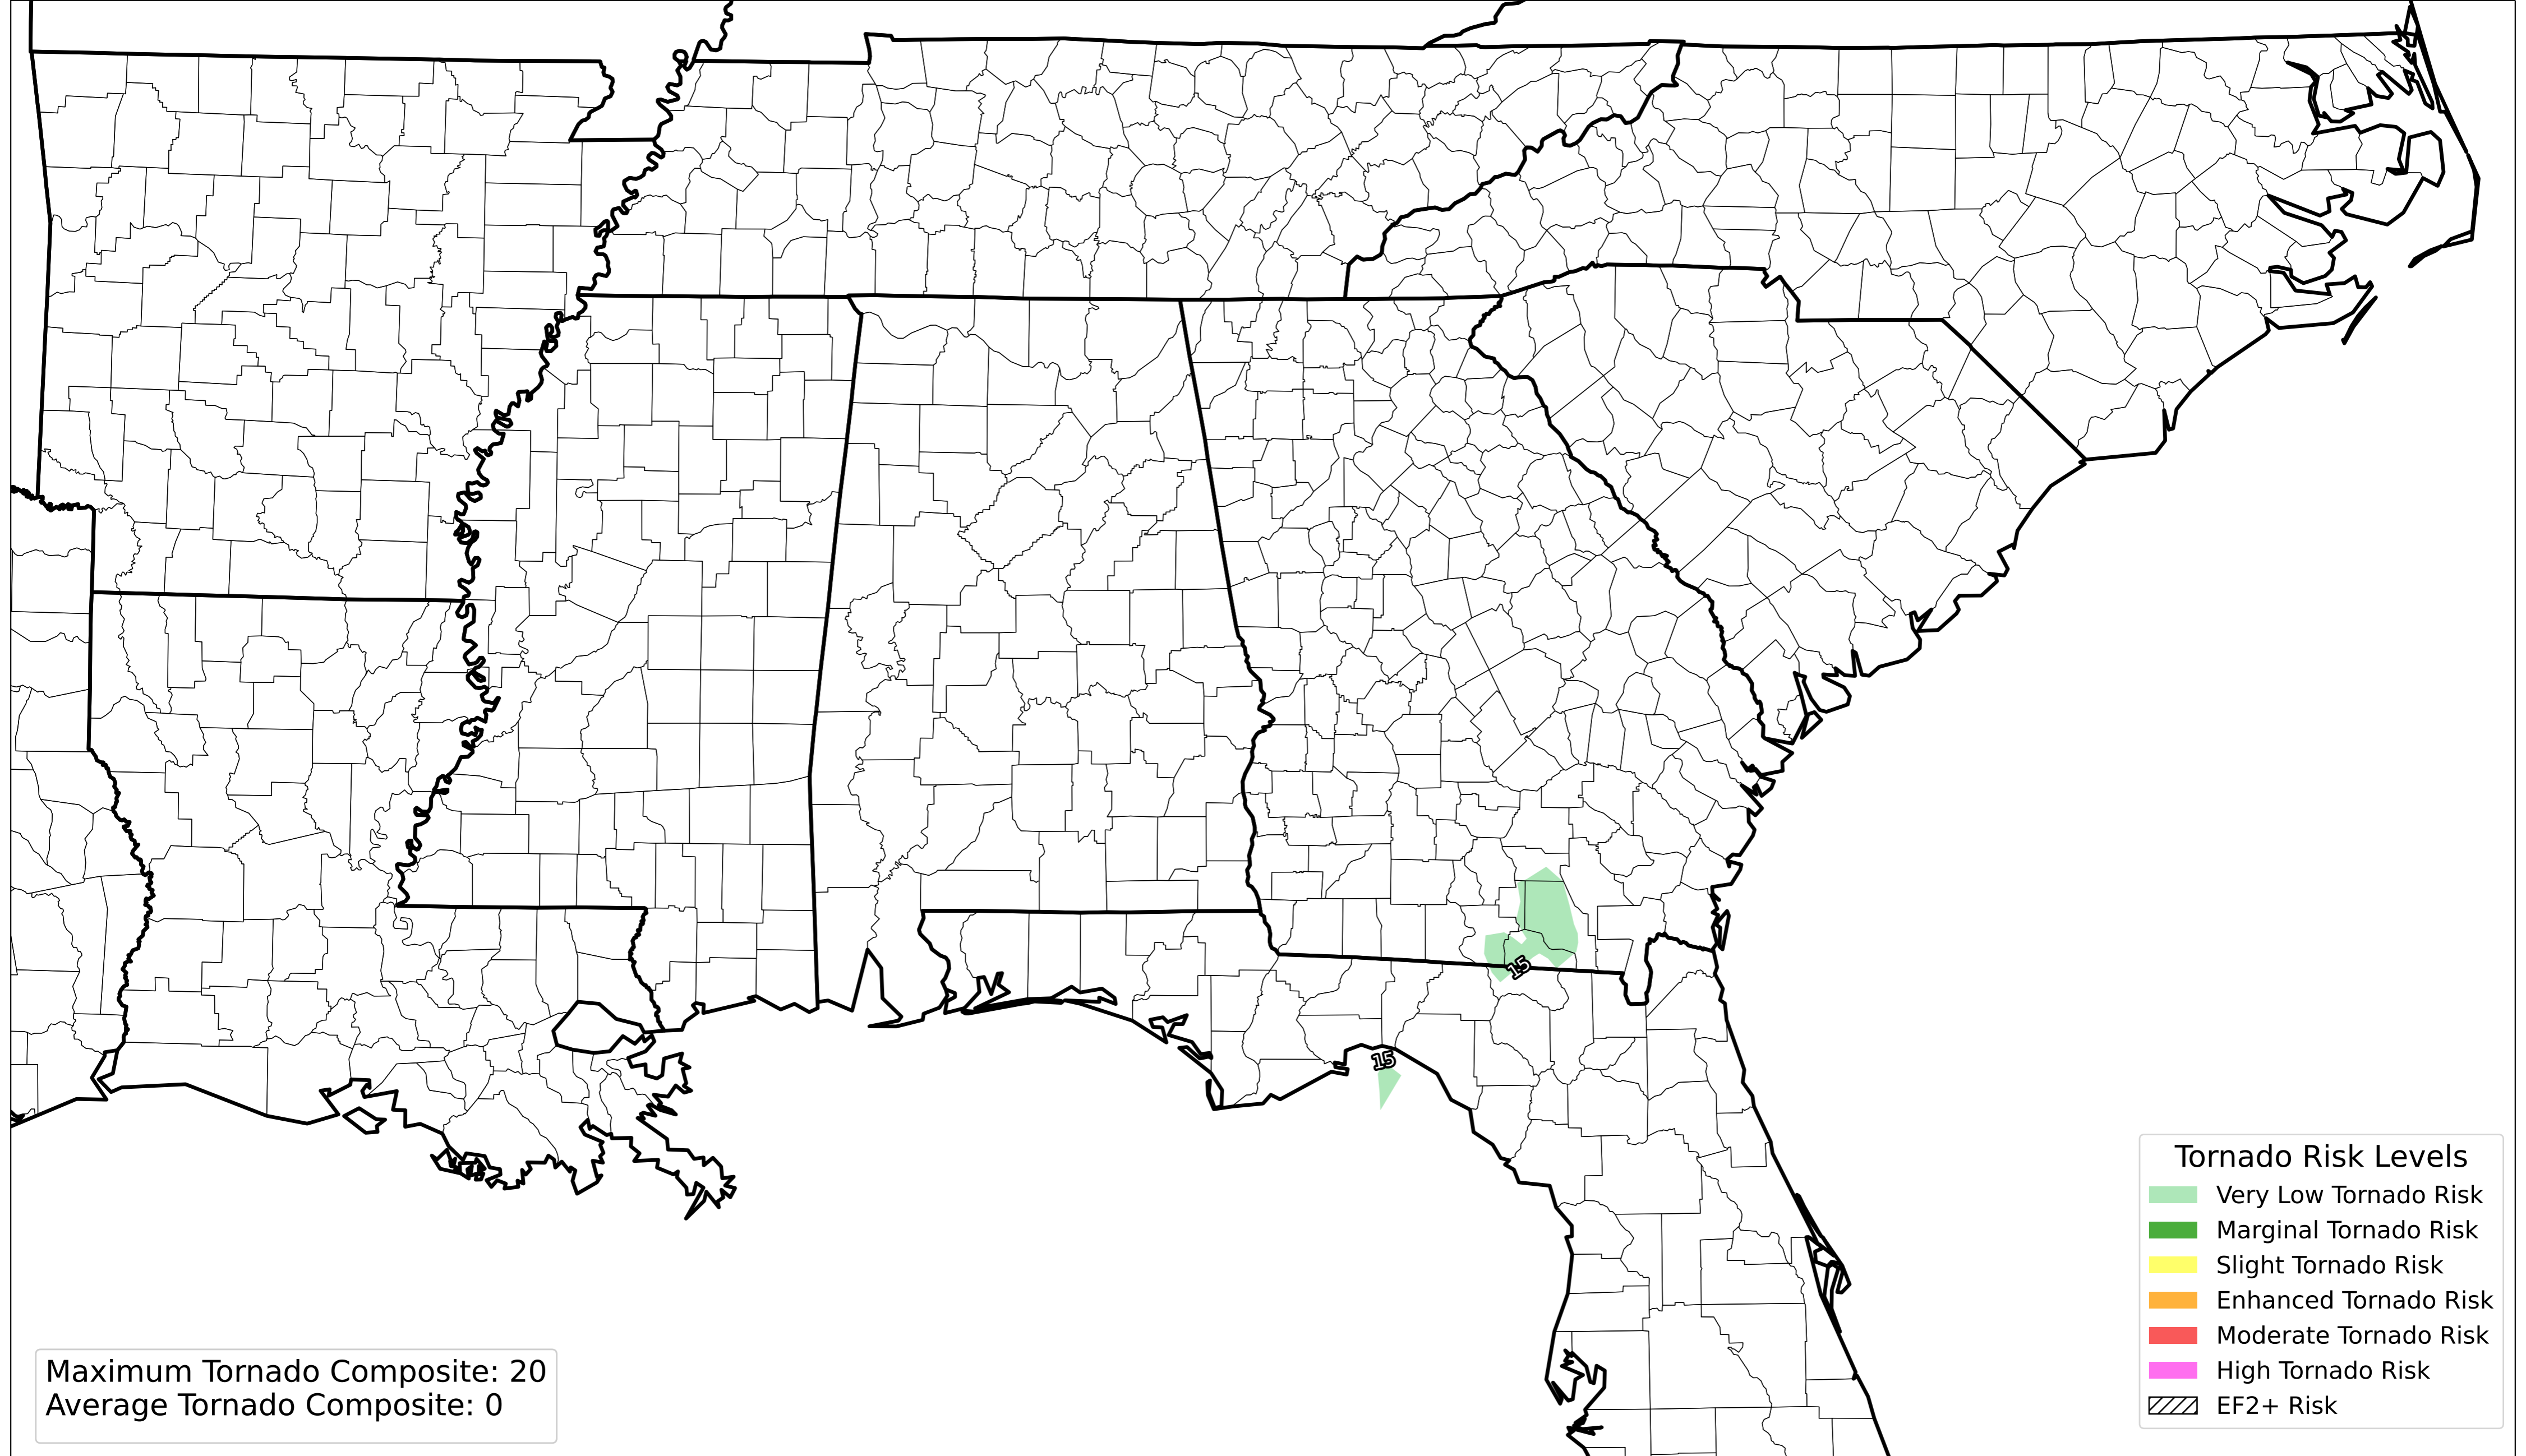 15
15
Tornado Risk Levels
Very Low Tornado Risk
Marginal Tornado Risk
Slight Tornado Risk
Enhanced Tornado Risk
Moderate Tornado Risk
High Tornado Risk
EF2+ Risk
Maximum Tornado Composite: 20
Average Tornado Composite: 0